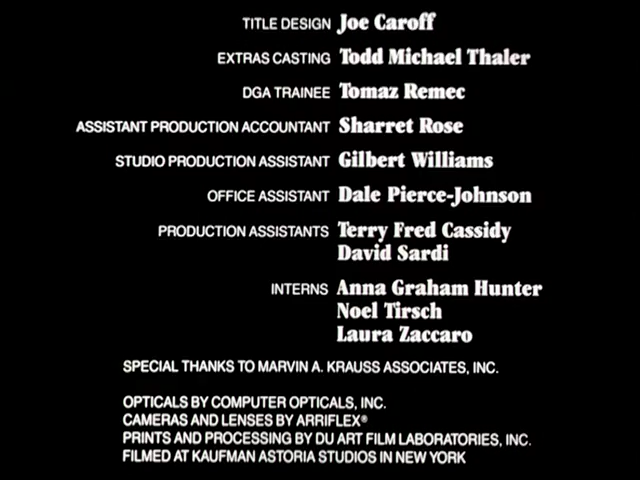 TITLE DESIGN Joe Caroff
EXTRAS CASTING Todd Michael Thaler
DGA TRAINEE Tomaz Remec
ASSISTANT PRODUCTION ACCOUNTANT Sharret Rose
STUDIO PRODUCTION ASSISTANT Gilbert Williams
OFFICE ASSISTANT Dale Pierce-Johnson
PRODUCTION ASSISTANTS Terry Fred Cassidy
David Sardi
INTERNS Anna Graham Hunter
Noel Tirsch
Laura Zaccaro
SPECIAL THANKS TO MARVIN A. KRAUSS ASSOCIATES, INC.
OPTICALS BY COMPUTER OPTICALS, INC.
CAMERAS AND LENSES BY ARRIFLEX®
PRINTS AND PROCESSING BY DU ART FILM LABORATORIES, INC.
FILMED AT KAUFMAN ASTORIA STUDIOS IN NEW YORK